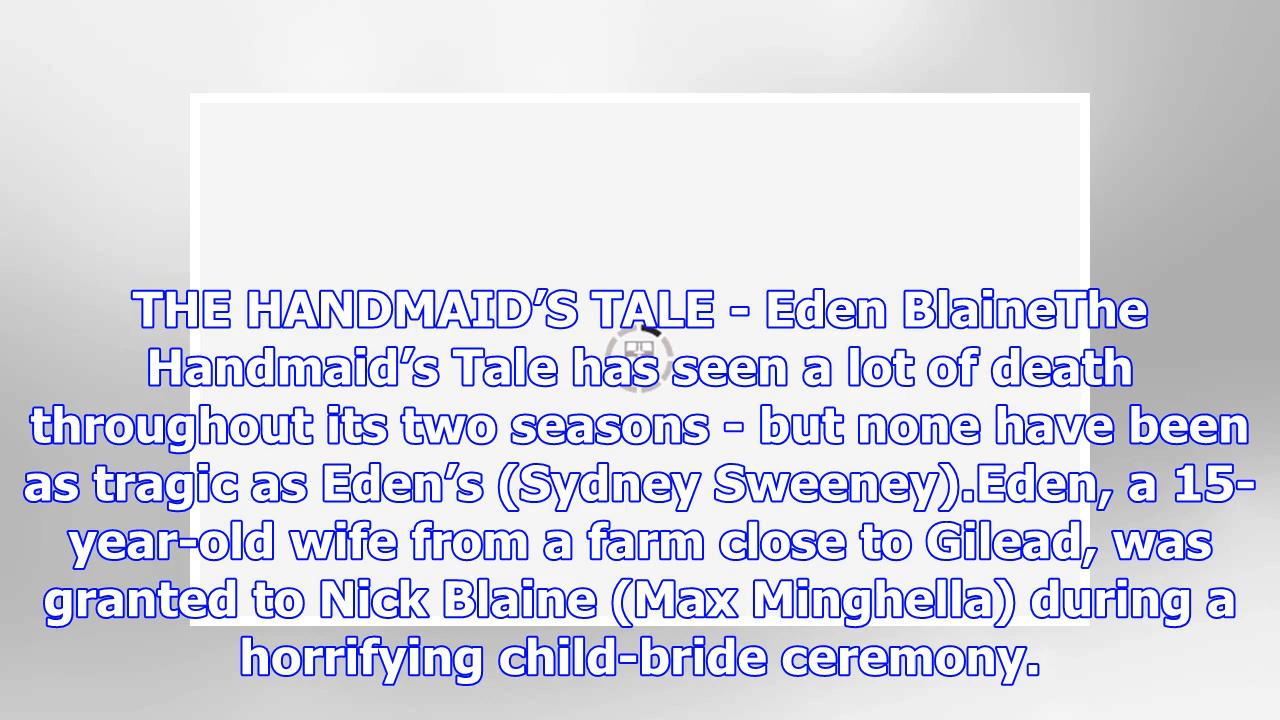 THE HANDMAID’S TALE - Eden BlaineThe
Handmaid’s Tale has seen a lot of death
throughout its two seasons - but none have been
as tragic as Eden’s (Sydney Sweeney).Eden, a 15-
year-old wife from a farm close to Gilead, was
granted to Nick Blaine (Max Minghella) during a
horrifying child-bride ceremony.